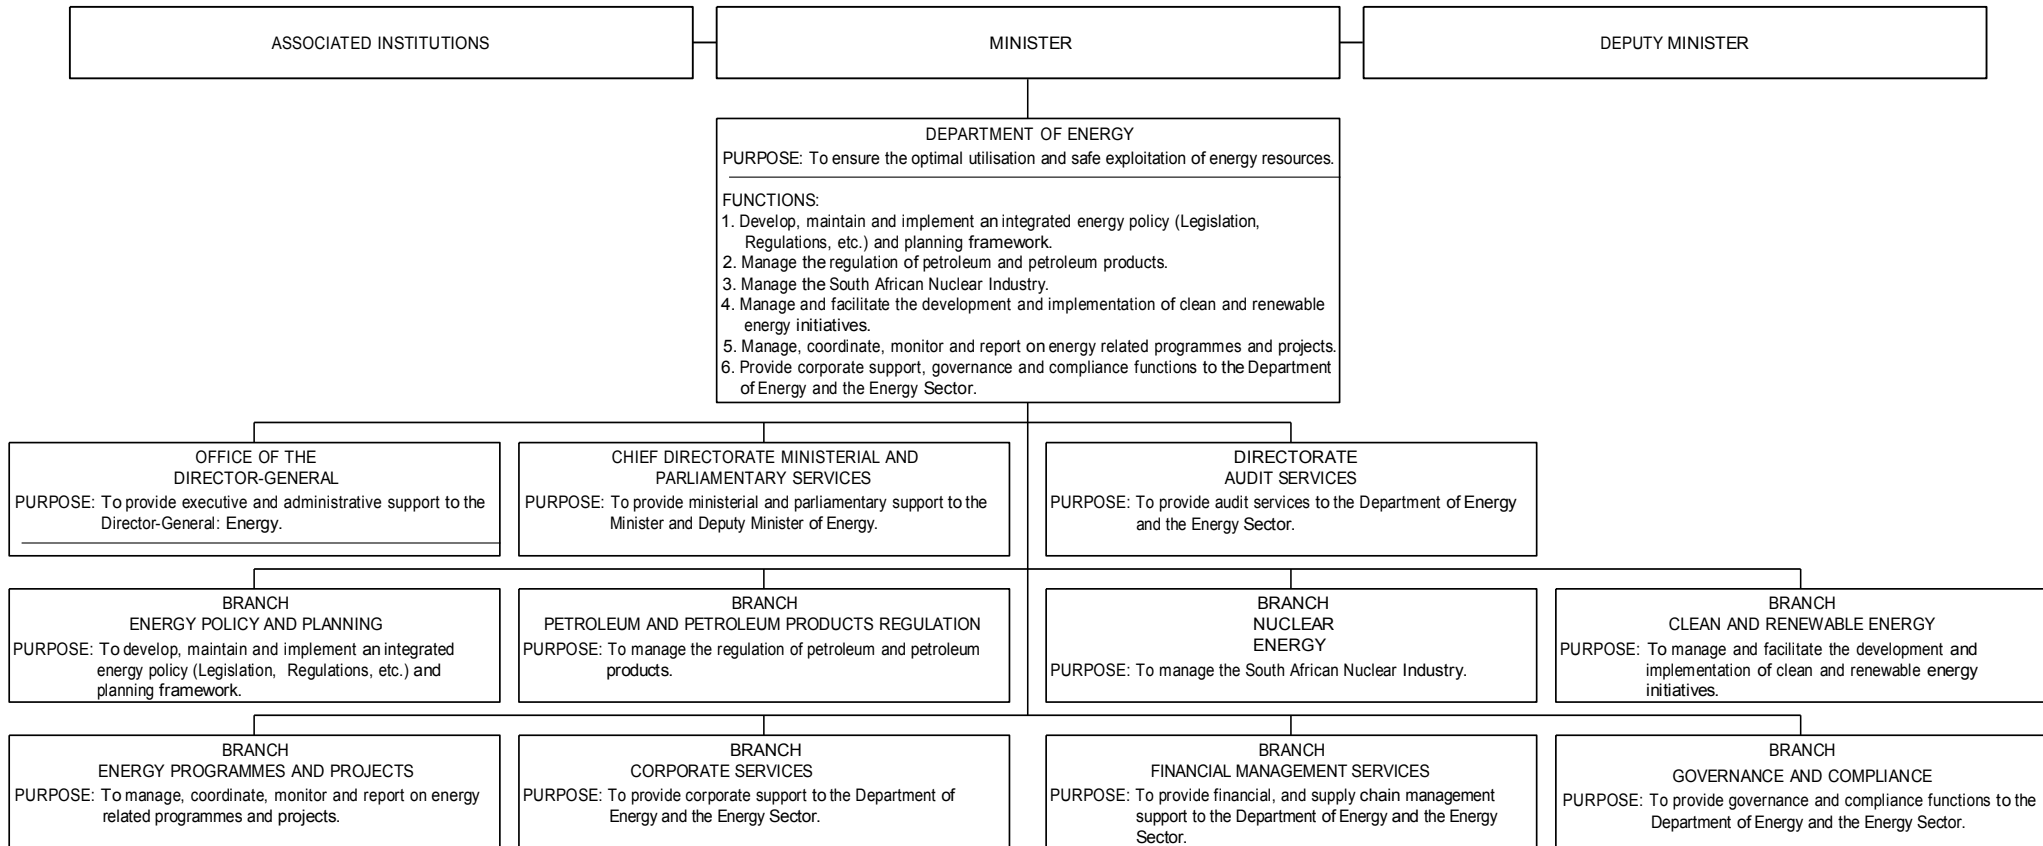 ASSOCIATED INSTITUTIONS
MINISTER
DEPUTY MINISTER
DEPARTMENT OF ENERGY
PURPOSE: To ensure the optimal utilisation and safe exploitation of energy resources.
FUNCTIONS:
1. Develop, maintain and implement an integrated energy policy (Legislation,
Regulations, etc.) and planning framework.
2. Manage the regulation of petroleum and petroleum products.
3. Manage the South African Nuclear Industry.
4. Manage and facilitate the development and implementation of clean and renewable
energy initiatives.
5. Manage, coordinate, monitor and report on energy related programmes and projects.
6. Provide corporate support, governance and compliance functions to the Department
of Energy and the Energy Sector.
OFFICE OF THE
DIRECTOR-GENERAL
PURPOSE: To provide executive and administrative support to the
Director-General: Energy.
CHIEF DIRECTORATE MINISTERIAL AND
PARLIAMENTARY SERVICES
PURPOSE: To provide ministerial and parliamentary support to the
Minister and Deputy Minister of Energy.
DIRECTORATE
AUDIT SERVICES
PURPOSE: To provide audit services to the Department of Energy
and the Energy Sector.
BRANCH
ENERGY POLICY AND PLANNING
PURPOSE: To develop, maintain and implement an integrated
energy policy (Legislation, Regulations, etc.) and
planning framework.
BRANCH
PETROLEUM AND PETROLEUM PRODUCTS REGULATION
PURPOSE: To manage the regulation of petroleum and petroleum
products.
BRANCH
NUCLEAR
ENERGY
PURPOSE: To manage the South African Nuclear Industry.
BRANCH
CLEAN AND RENEWABLE ENERGY
PURPOSE: To manage and facilitate the development and
implementation of clean and renewable energy
initiatives.
BRANCH
ENERGY PROGRAMMES AND PROJECTS
PURPOSE: To manage, coordinate, monitor and report on energy
related programmes and projects.
BRANCH
CORPORATE SERVICES
PURPOSE: To provide corporate support to the Department of
Energy and the Energy Sector.
BRANCH
FINANCIAL MANAGEMENT SERVICES
PURPOSE: To provide financial, and supply chain management
support to the Department of Energy and the Energy
Sector.
BRANCH
GOVERNANCE AND COMPLIANCE
PURPOSE: To provide governance and compliance functions to the
Department of Energy and the Energy Sector.